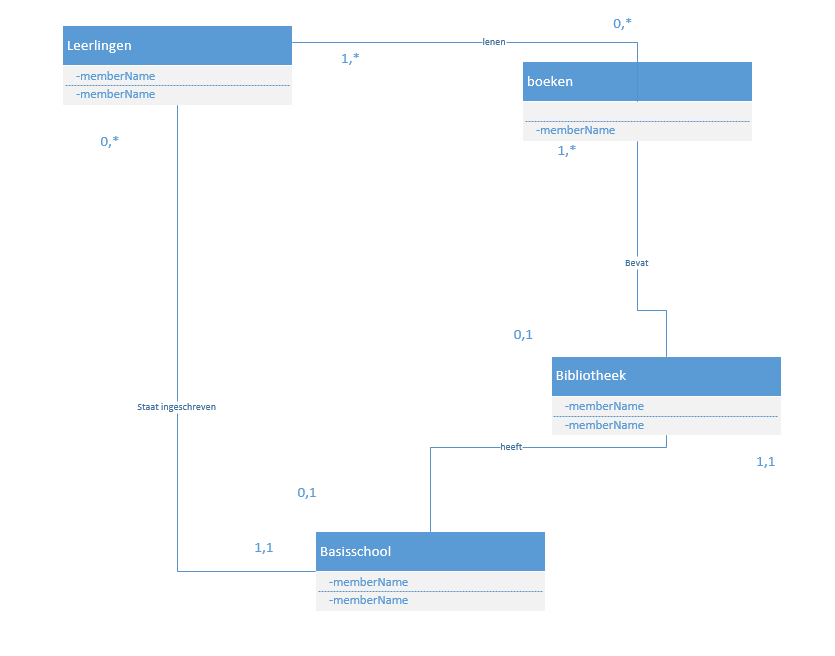 0,*
Leerlingen
lenen
1,*
-memberName
-memberName
boeken
-memberName
0,*
1,*
Bevat
0,1
Bibliotheek
-memberName
-memberName
Staat ingeschreven
heeft
1,1
0,1
1,1
Basisschool
-memberName
-memberName